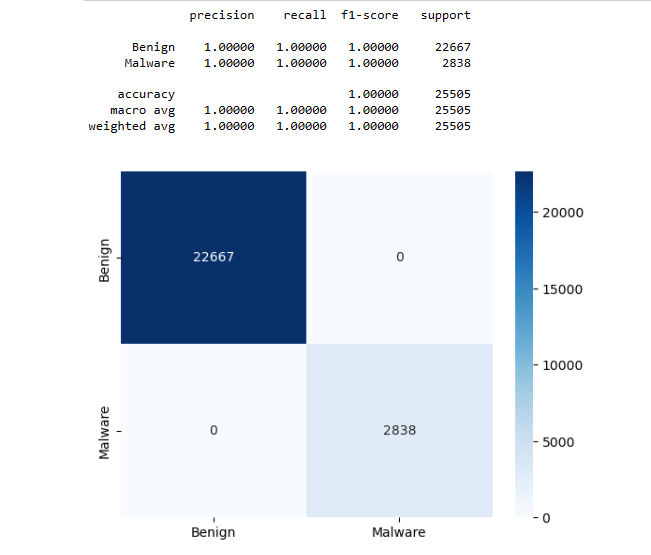 precision recall f1-score support
Benign 1.00000 1.00000 1.00000 22667
Malware 1.00000 1.00000 1.00000 2838
accuracy 1.00000 25505
macro avg 1.00000 1.00000 1.00000 25505
weighted avg 1.00000 1.00000 1.00000 25505
Benign
22667 0
Malware
0 2838
Benign Malware
20000
15000
10000
5000
0